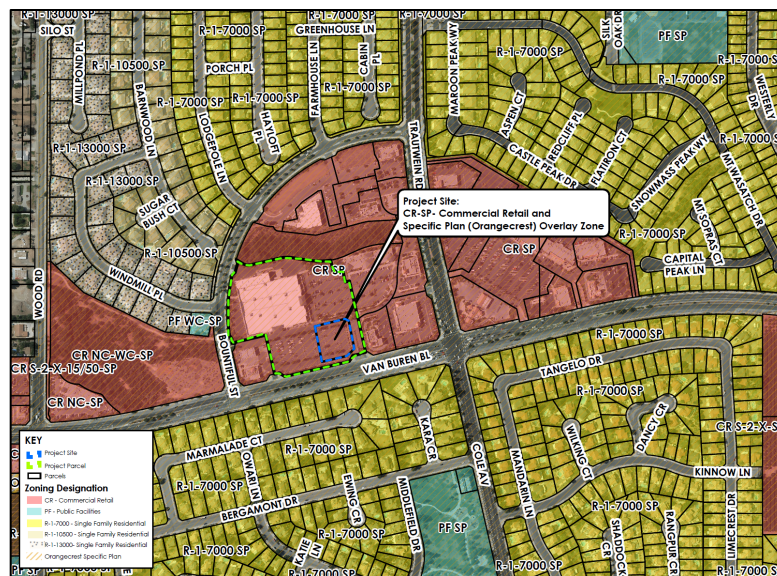 R-1-13000 SP
SILO ST
MILLPOND PL
R-1-10500 SP
BARNWOOD LN
R-1-7000 SP
GREENHOUSE LN
PORCH PL
R-1-7000 SP
LODGEPOLE LN
HAYLOFT PL
FARMHOUSE LN
CABIN PL
R-1-7000 SP
R-1-7000 SP
TRAUTWEIN RD
MAROON PEAK WY
R-1-7000 SP
SILK OAK DR
PF SP
WESTERLY DR
ASPEN CT
REDCLIFF PL
FLATIRON CT
CASTLE PEAK DR
R-1-7000 SP
SNOWMASS PEAK WY
MT WASATCH DR
MT SOPRAS CT
R-1-7000 SP
CAPITAL PEAK LN
R-1-13000 SP
R-1-13000 SP
SUGAR BUSH CT
R-1-10500 SP
WINDMILL PL
WOOD RD
Project Site:
CR-SP- Commercial Retail and
Specific Plan (Orangecrest) Overlay Zone
CR SP
CR SP
PF WC-SP
CR NC-WC-SP
CR S-2-X-15/50-SP
CR NC-SP
BOUNTIFUL ST
VAN BUREN BL
R-1-7000 SP
TANGELO DR
R-1-7000 SP
CR S-2-X-S
MARMALADE CT
R-1-7000 SP
OWARI LN
BERGAMONT DR
EWING CR
KATIE LN
KARA CR
R-1-7000 SP
MIDDLEFIELD DR
COLE AV
PF SP
MANDARIN LN
WILKING CT
DANCY CR
KINNOW LN
R-1-7000 SP
SHADDOCK CR
RANGPUR CR
LIMECREST DR
KEY
Project Site
Project Parcel
Parcels
Zoning Designation
CR - Commercial Retail
PF - Public Facilities
R-1-7000 - Single Family Residential
R-1-10500 - Single Family Residential
R-1-13000- Single Family Residential
Orangecrest Specific Plan